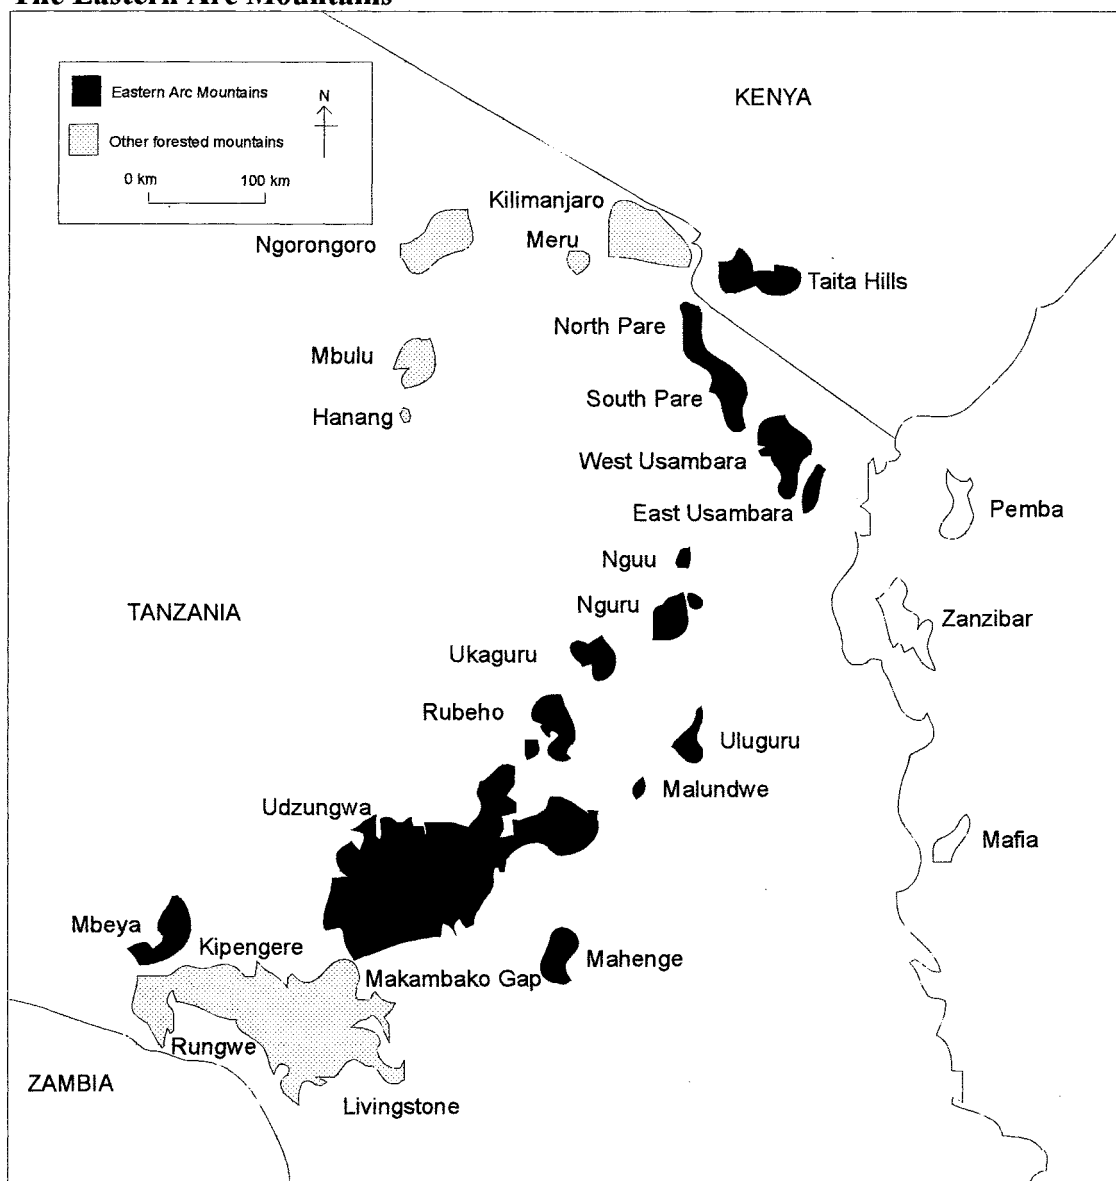 The Eastern Arc Mountains
Eastern Arc Mountains
N
Other forested mountains
0 km 100 km
KENYA
Kilimanjaro
Ngorongoro
Meru
Taita Hills
North Pare
Mbulu
South Pare
Hanang
West Usambara
East Usambara
Pemba
Nguu
TANZANIA
Nguru
Zanzibar
Ukaguru
Rubeho
Uluguru
Malundwe
Udzungwa
Mafia
Mbeya
Kipengere
Mahenge
Makambako Gap
Rungwe
ZAMBIA
Livingstone